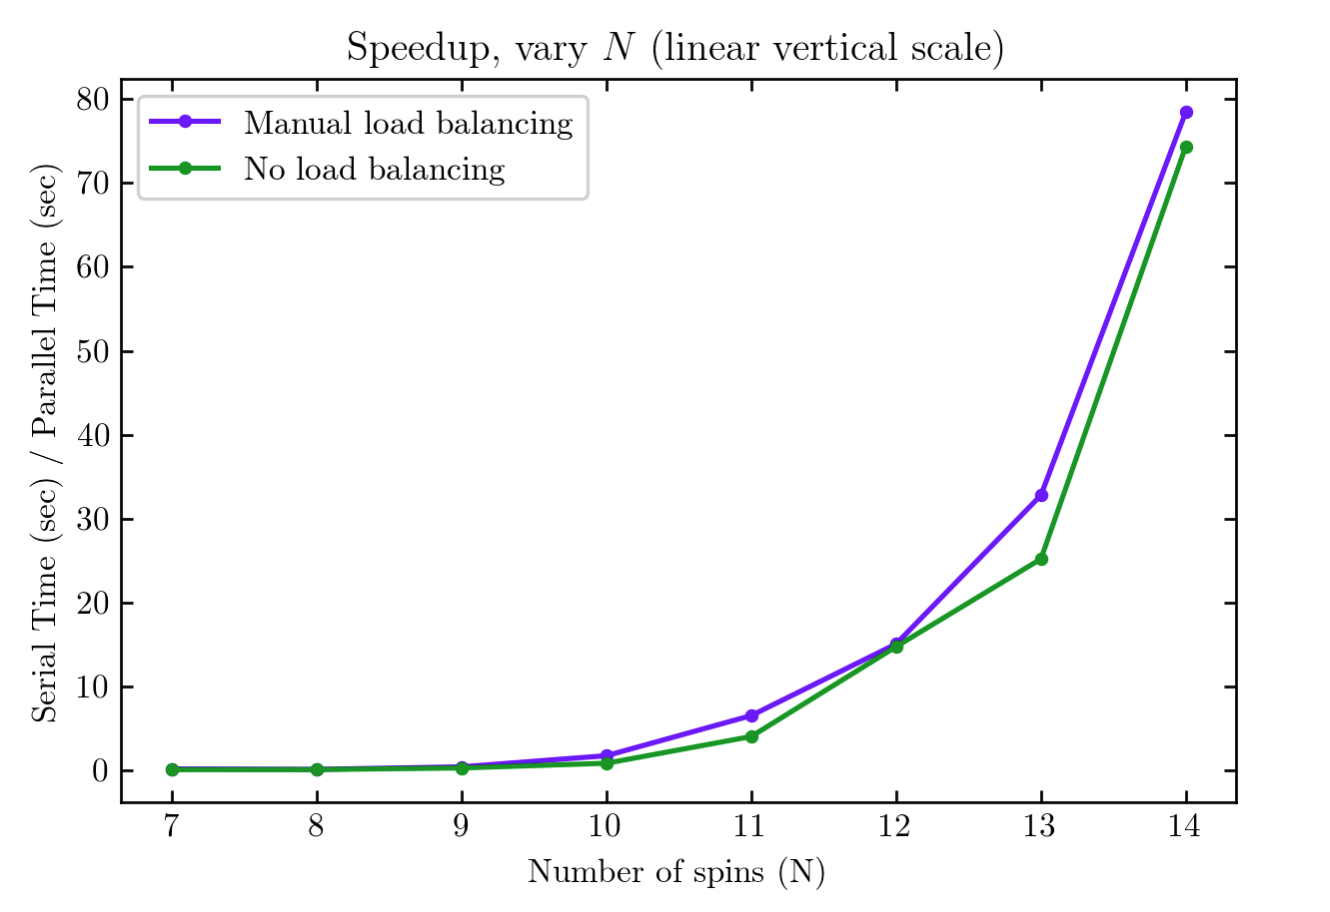 Speedup, vary N (linear vertical scale)
Manual load balancing
No load balancing
Serial Time (sec) / Parallel Time (sec)
80
70
60
50
40
30
20
10
0
7 8 9 10 11 12 13 14
Number of spins (N)